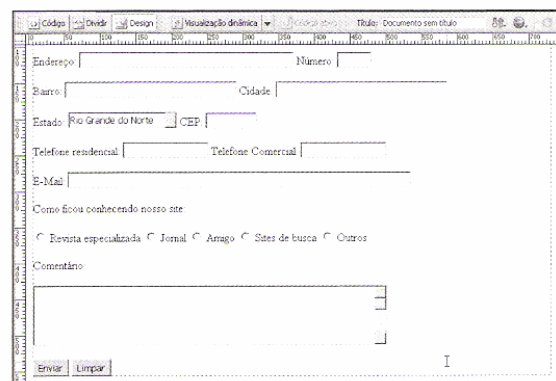 Código Dividir Design Visualização dinâmica Título: Documento sem título
Endereço Número
Bairro Cidade
Estado Rio Grande do Norte CEP
Telefone residencial Telefone Comercial
E-Mail
Como ficou conhecendo nosso site:
Revista especializada Jornal Amigo Sites de busca Outros
Comentário
Enviar Limpar